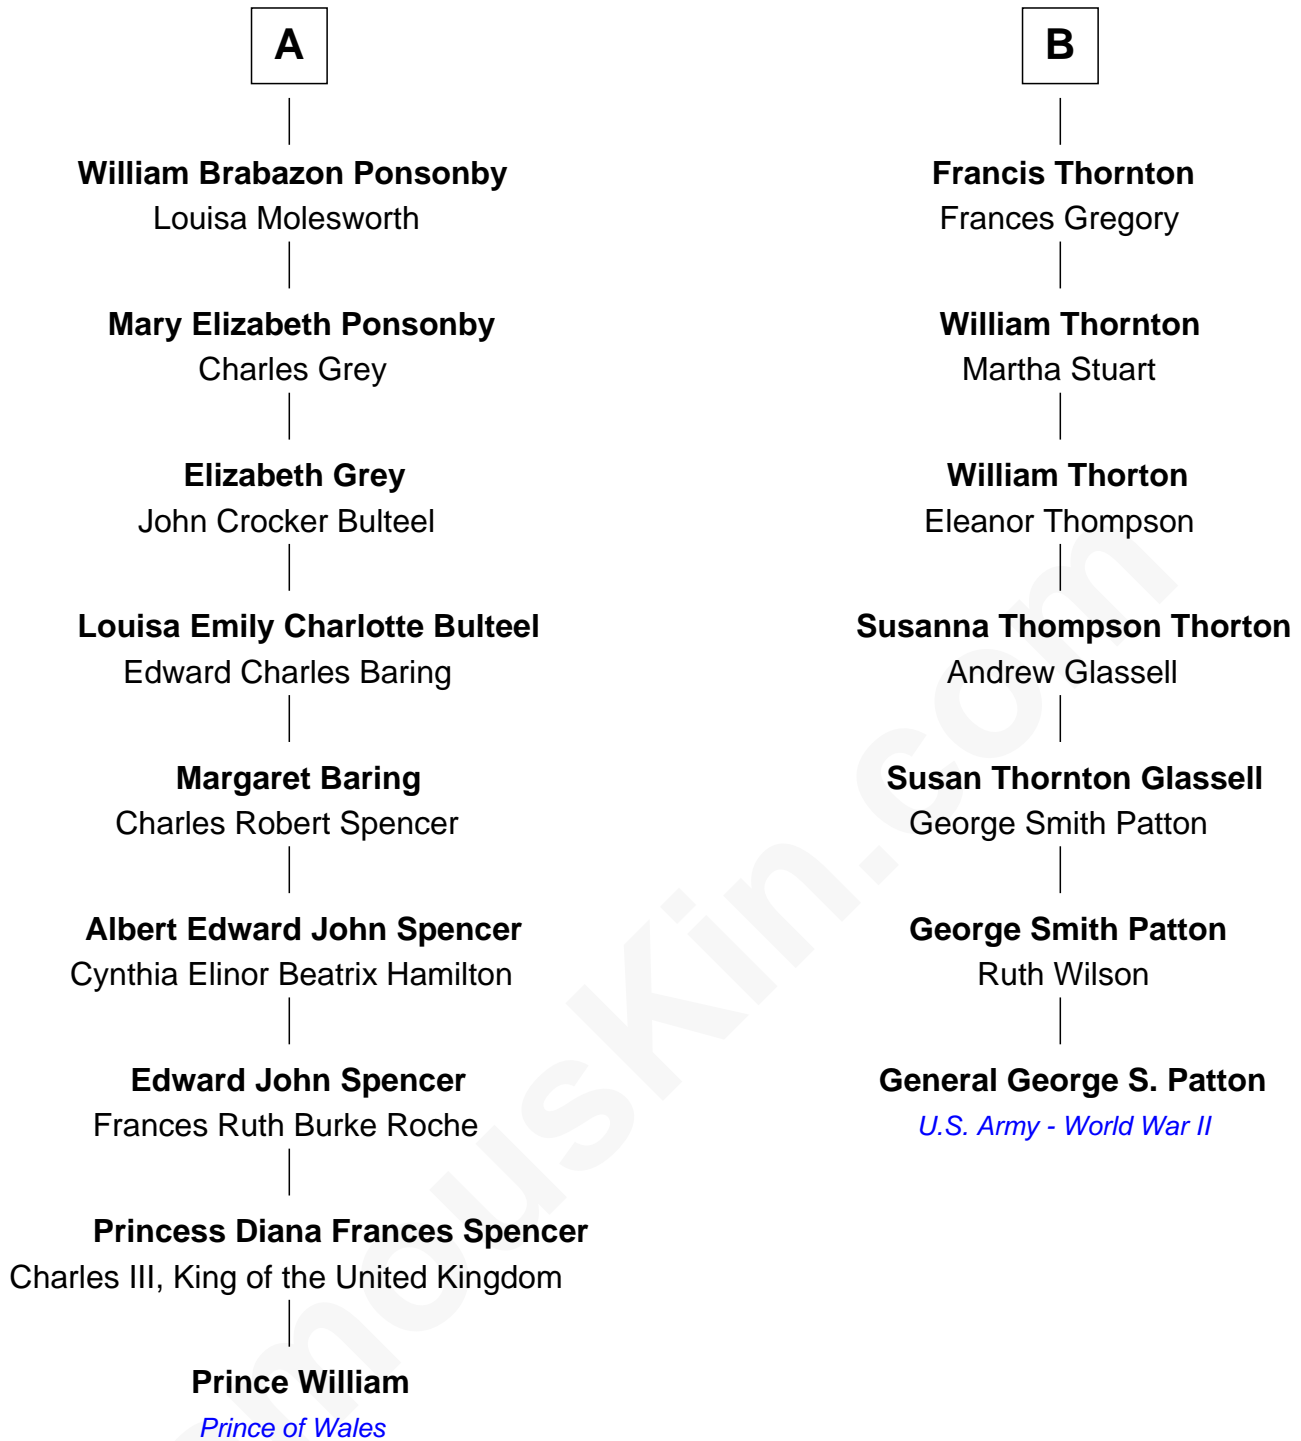 A
William Brabazon Ponsonby
Louisa Molesworth
Mary Elizabeth Ponsonby
Charles Grey
Elizabeth Grey
John Crocker Bulteel
Louisa Emily Charlotte Bulteel
Edward Charles Baring
Margaret Baring
Charles Robert Spencer
Albert Edward John Spencer
Cynthia Elinor Beatrix Hamilton
Edward John Spencer
Frances Ruth Burke Roche
Princess Diana Frances Spencer
Charles III, King of the United Kingdom
Prince William
Prince of Wales
B
Francis Thornton
Frances Gregory
William Thornton
Martha Stuart
William Thorton
Eleanor Thompson
Susanna Thompson Thorton
Andrew Glassell
Susan Thornton Glassell
George Smith Patton
George Smith Patton
Ruth Wilson
General George S. Patton
U.S. Army - World War II
mousKin.com